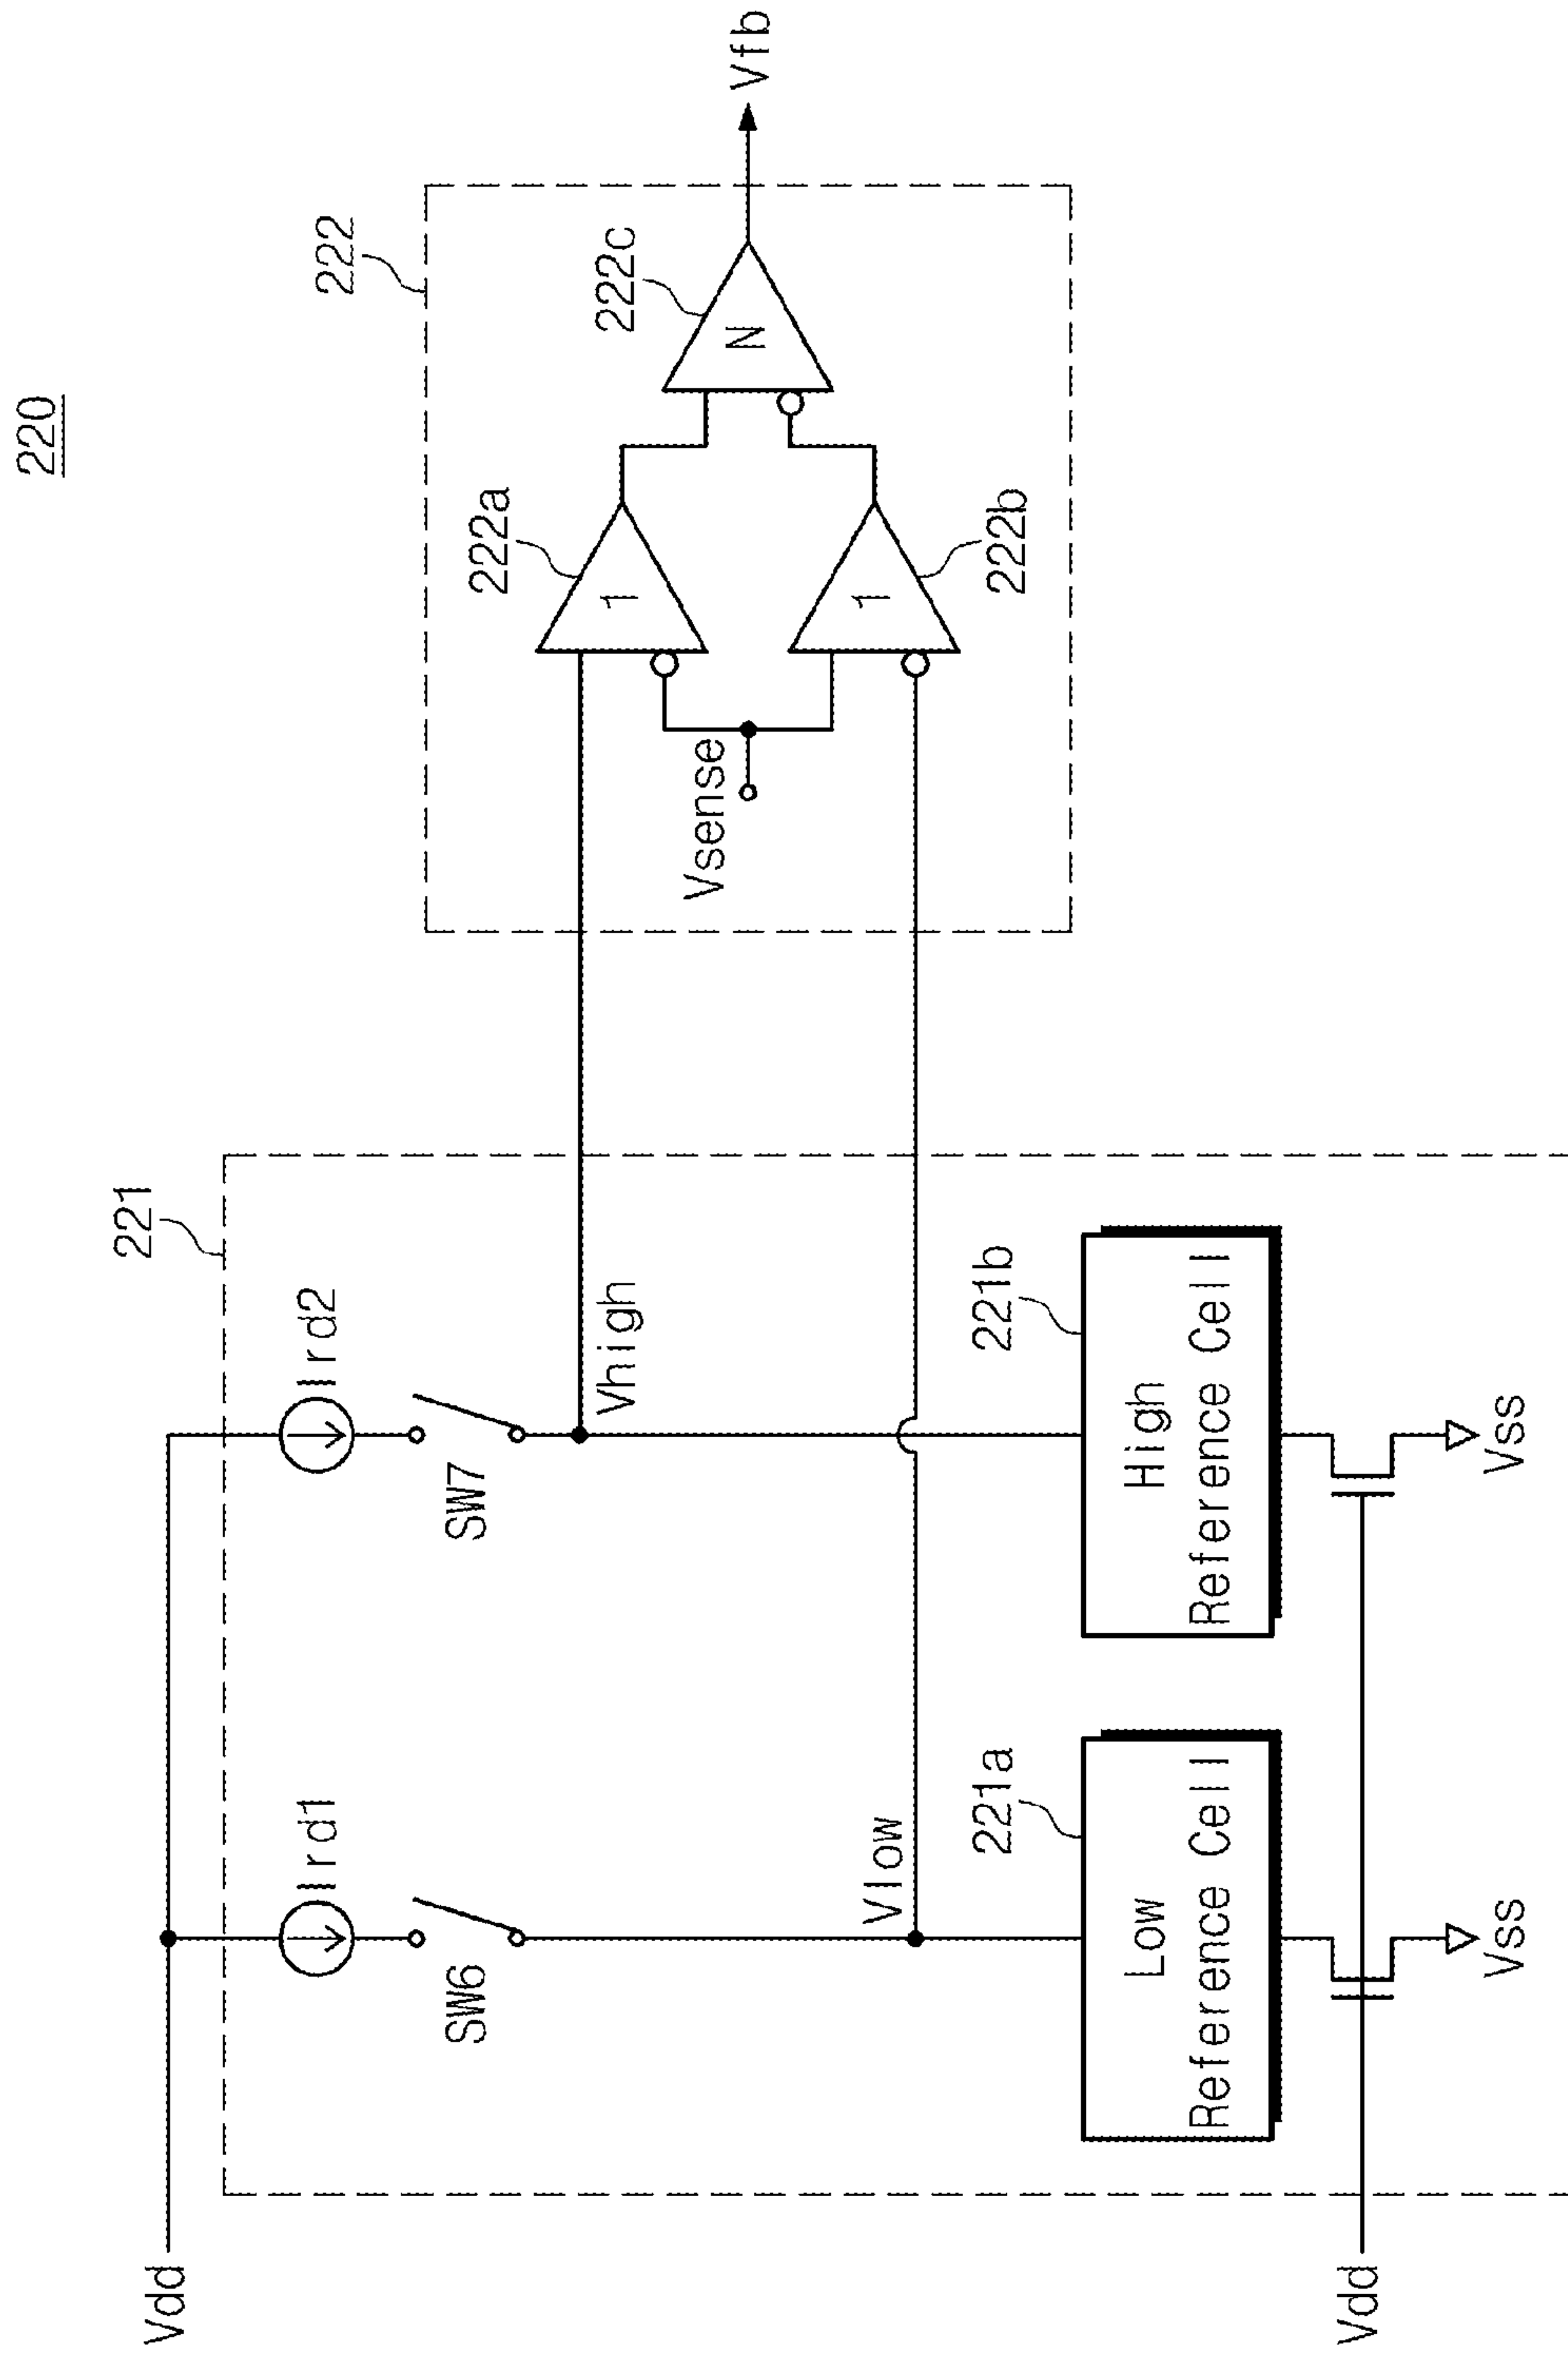 220
Vdd
221
Ird1
Ird2
SW6
SW7
Vhigh
Vlow
221a
221b
Low
Reference Cell
High
Reference Cell
Vdd
Vss
Vss
222
222a
1
222b
1
222c
N
Vsense
Vfb